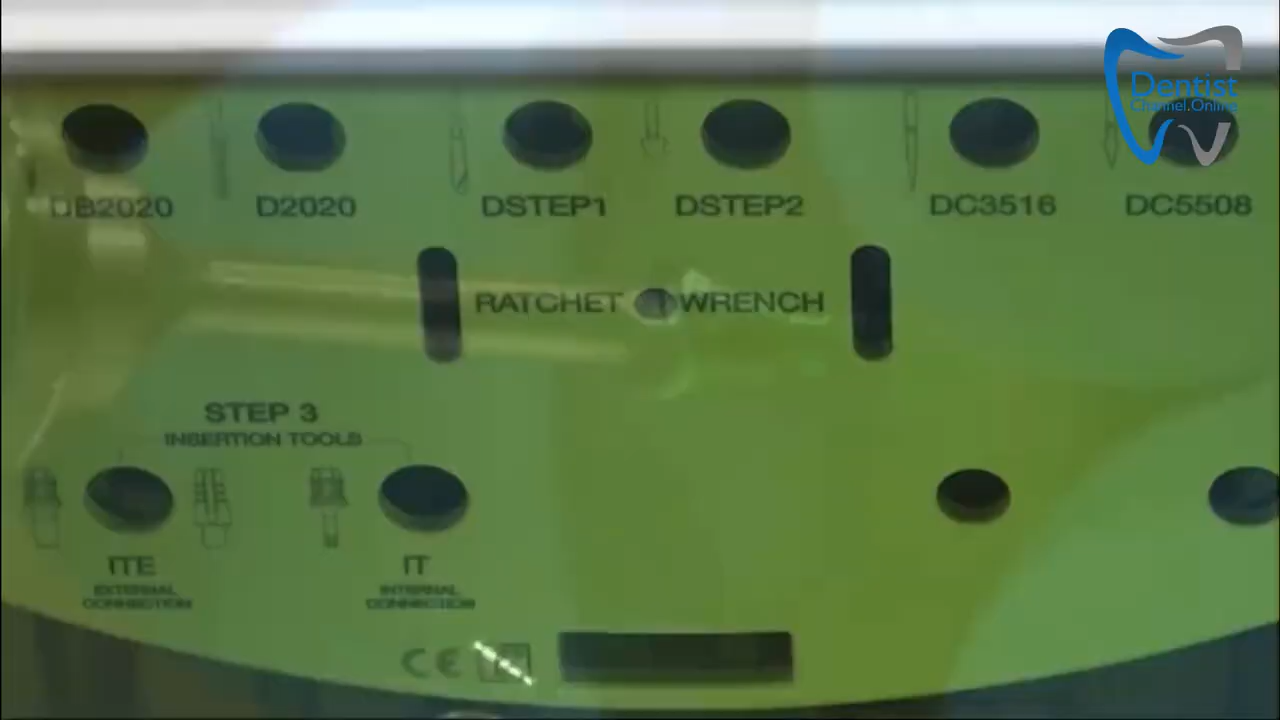 Dentist
Channel.Online
DB2020 D2020 DSTEP1 DSTEP2 DC3516 DC5508
RATCHET WRENCH
STEP 3
INSERTION TOOLS
ITE IT
EXTERNAL INTERNAL
CONNECTION CONNECTION
CE